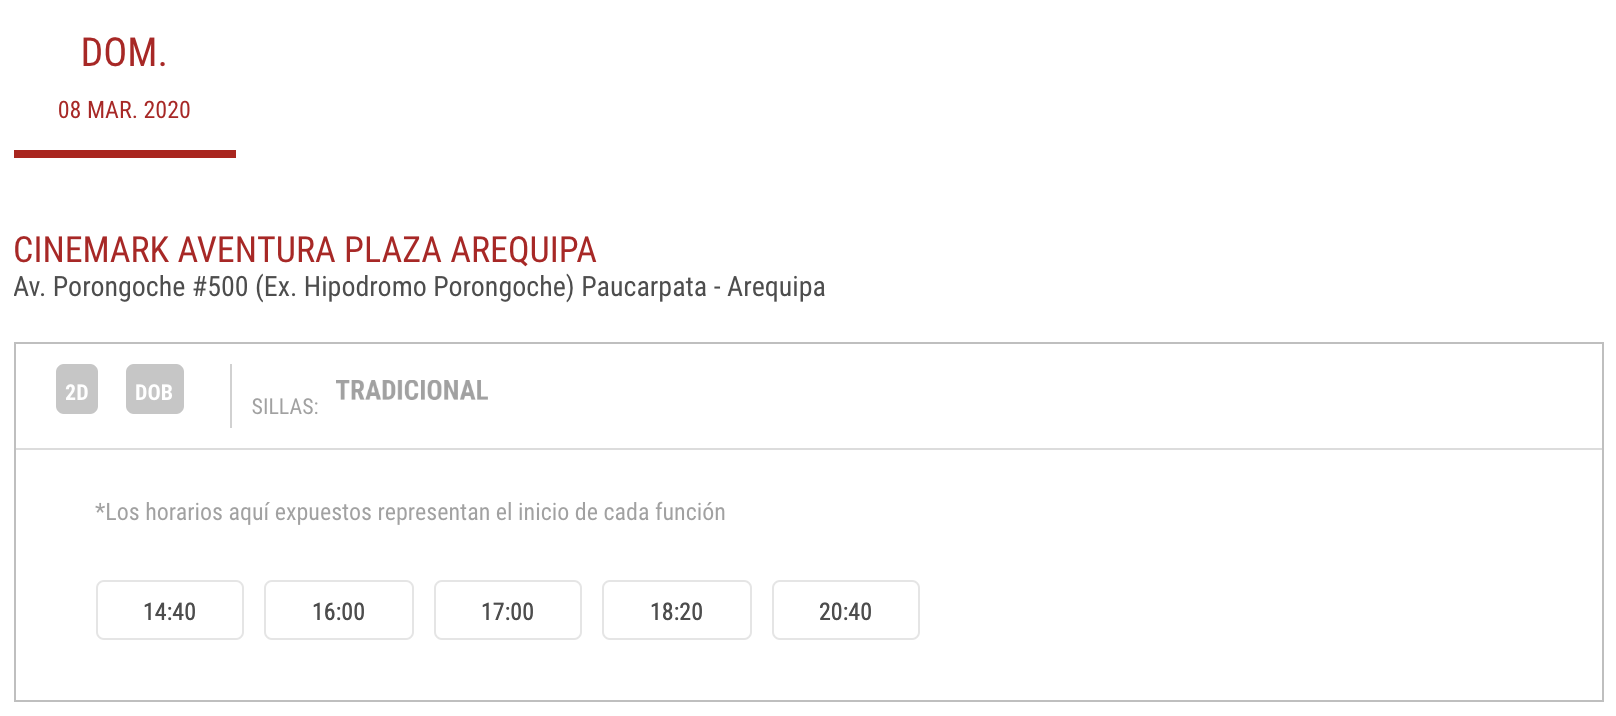 DOM.
08 MAR. 2020
CINEMARK AVENTURA PLAZA AREQUIPA
Av. Porongoche #500 (Ex. Hipodromo Porongoche) Paucarpata - Arequipa
2D DOB SILLAS: TRADICIONAL
*Los horarios aquí expuestos representan el inicio de cada función
14:40 16:00 17:00 18:20 20:40